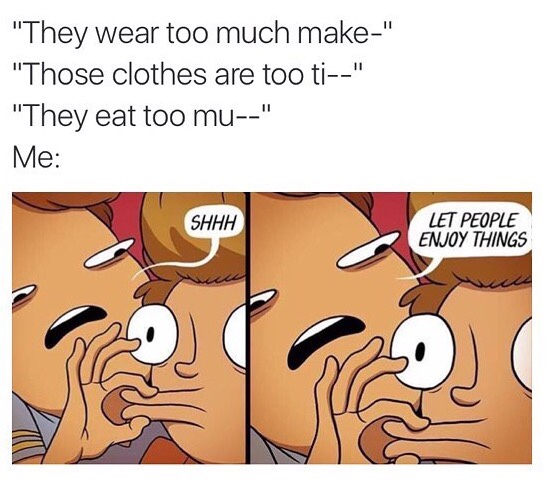 "They wear too much make-"
"Those clothes are too ti--"
"They eat too mu--"
Me:
SHHH
LET PEOPLE
ENJOY THINGS